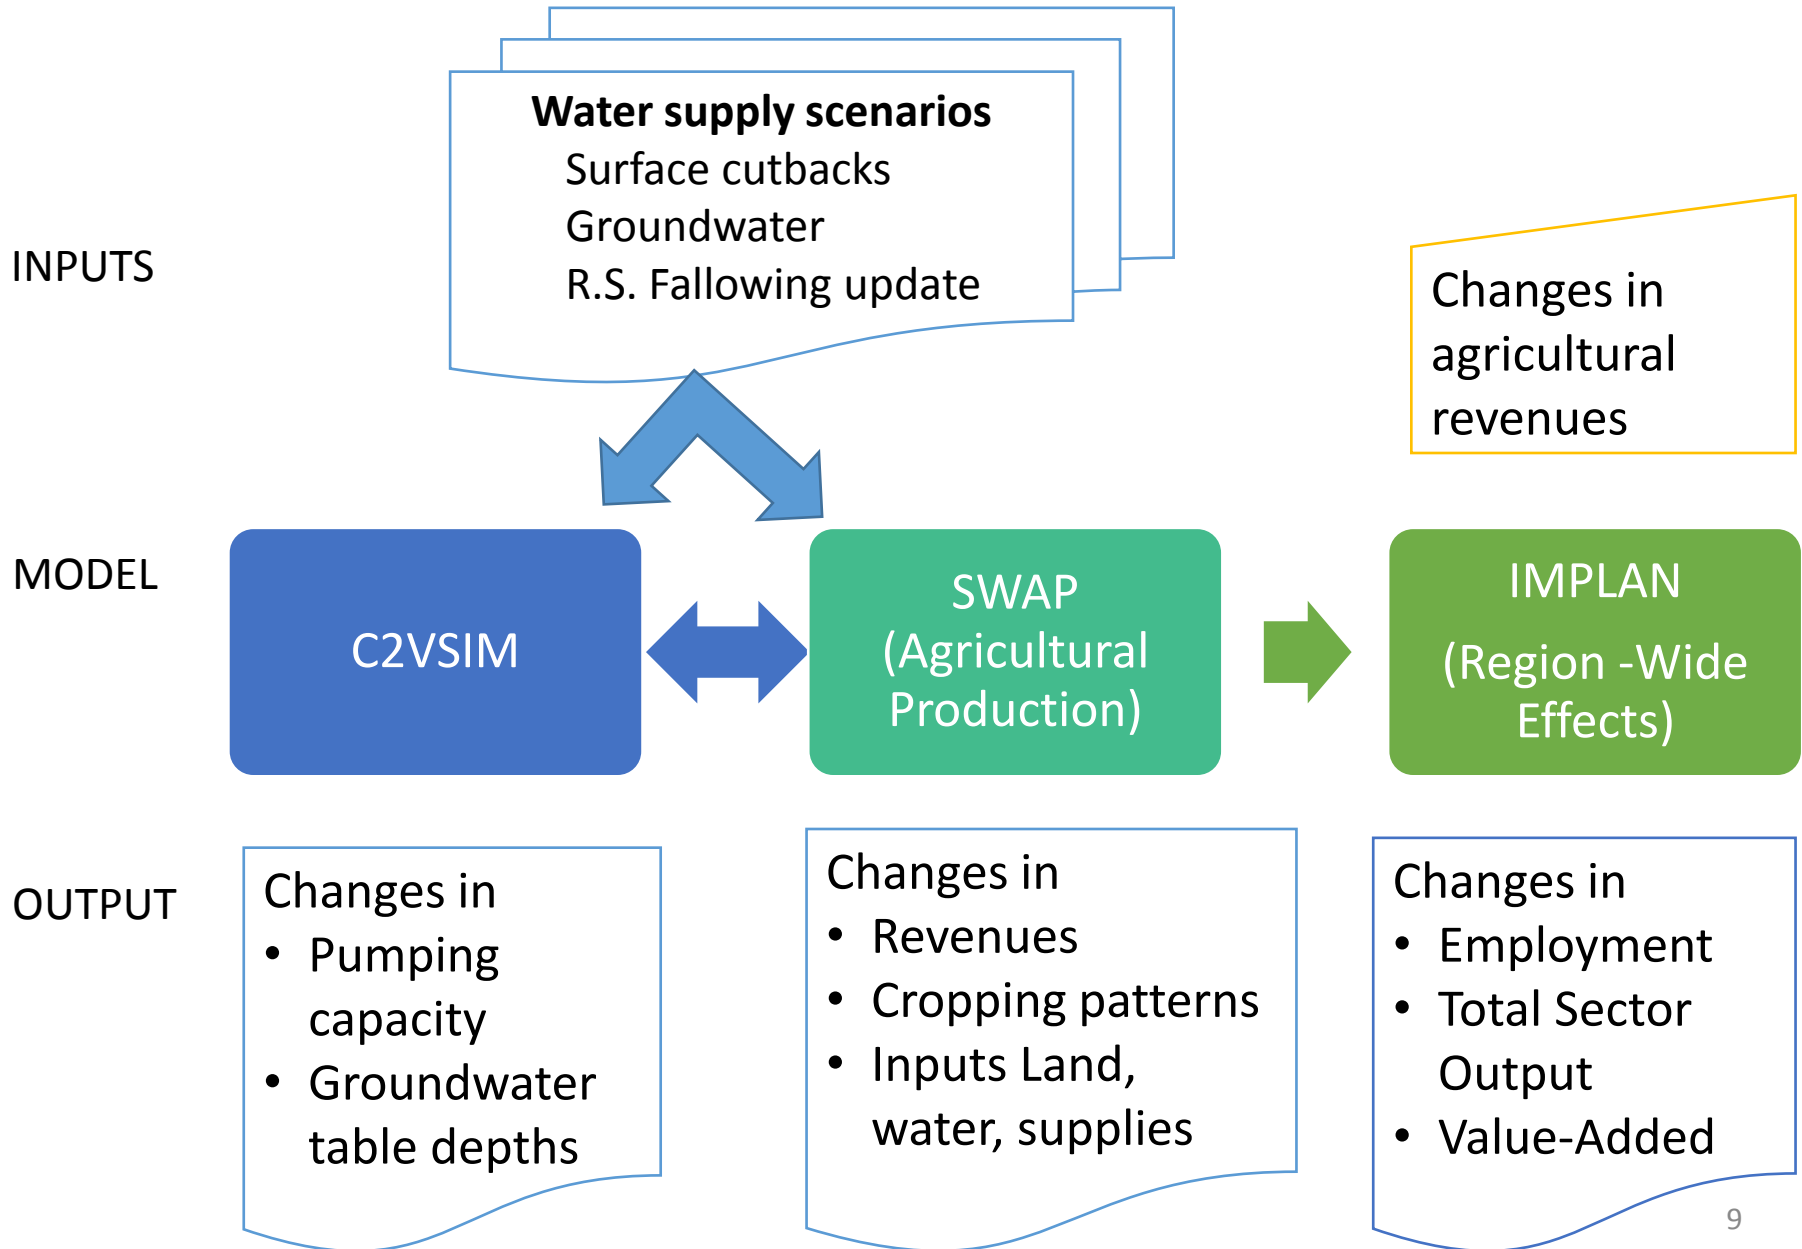 INPUTS
Water supply scenarios
Surface cutbacks
Groundwater
R.S. Fallowing update
Changes in
agricultural
revenues
MODEL
C2VSIM
SWAP
(Agricultural
Production)
IMPLAN
(Region -Wide
Effects)
OUTPUT
Changes in
• Pumping
capacity
• Groundwater
table depths
Changes in
• Revenues
• Cropping patterns
• Inputs Land,
water, supplies
Changes in
• Employment
• Total Sector
Output
• Value-Added
9